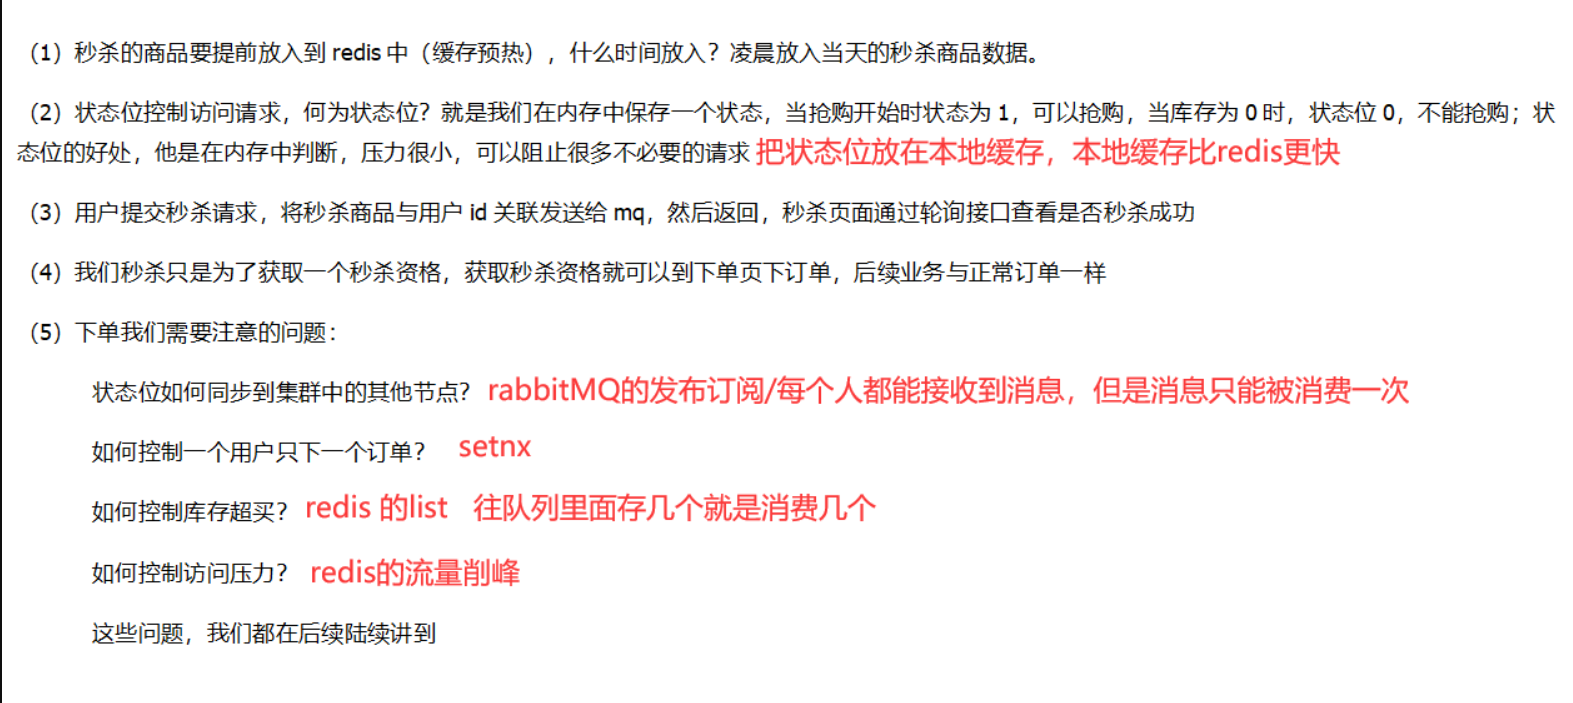 （1）秒杀的商品要提前放入到 redis 中（缓存预热），什么时间放入？凌晨放入当天的秒杀商品数据。
（2）状态位控制访问请求，何为状态位？就是我们在内存中保存一个状态，当抢购开始时状态为 1，可以抢购，当库存为 0 时，状态位 0，不能抢购；状
态位的好处，他是在内存中判断，压力很小，可以阻止很多不必要的请求 把状态位放在本地缓存，本地缓存比redis更快
（3）用户提交秒杀请求，将秒杀商品与用户 id 关联发送给 mq，然后返回，秒杀页面通过轮询接口查看是否秒杀成功
（4）我们秒杀只是为了获取一个秒杀资格，获取秒杀资格就可以到下单页下订单，后续业务与正常订单一样
（5）下单我们需要注意的问题：
状态位如何同步到集群中的其他节点？ rabbitMQ的发布订阅/每个人都能接收到消息，但是消息只能被消费一次
如何控制一个用户只下一个订单？ setnx
如何控制库存超买？ redis 的list 往队列里面存几个就是消费几个
如何控制访问压力？ redis的流量削峰
这些问题，我们都在后续陆续讲到